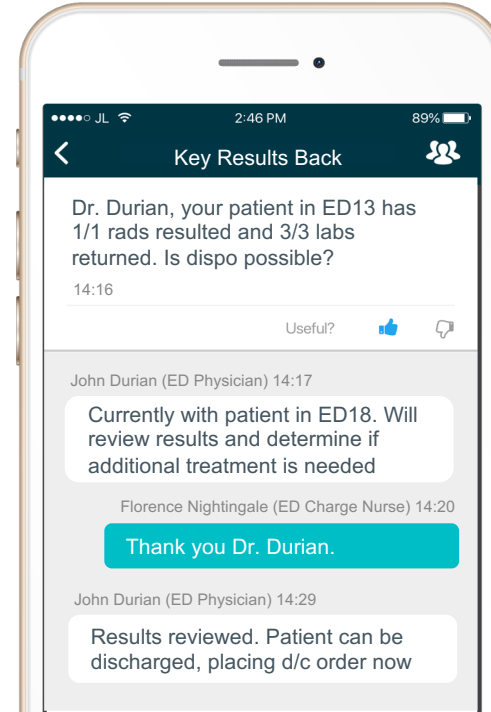 JL 2:46 PM 89%
Key Results Back
Dr. Durian, your patient in ED13 has
1/1 rads resulted and 3/3 labs
returned. Is dispo possible?
14:16
Useful?
John Durian (ED Physician) 14:17
Currently with patient in ED18. Will
review results and determine if
additional treatment is needed
Florence Nightingale (ED Charge Nurse) 14:20
Thank you Dr. Durian.
John Durian (ED Physician) 14:29
Results reviewed. Patient can be
discharged, placing d/c order now